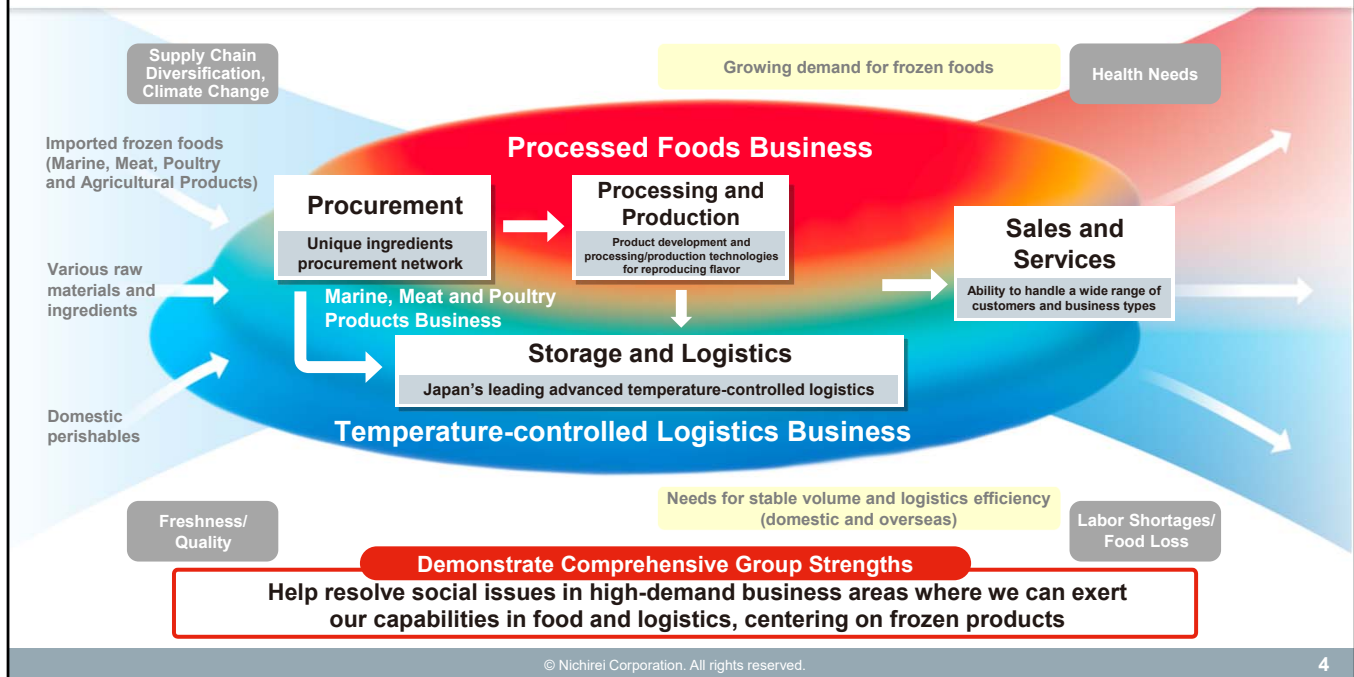 Supply Chain
Diversification,
Climate Change
Growing demand for frozen foods
Health Needs
Imported frozen foods
(Marine, Meat, Poultry
and Agricultural Products)
Processed Foods Business
Procurement
Unique ingredients
procurement network
Processing and
Production
Product development and
processing/production technologies
for reproducing flavor
Sales and
Services
Ability to handle a wide range of
customers and business types
Various raw
materials and
ingredients
Marine, Meat and Poultry
Products Business
Storage and Logistics
Japan's leading advanced temperature-controlled logistics
Domestic
perishables
Temperature-controlled Logistics Business
Freshness/
Quality
Needs for stable volume and logistics efficiency
(domestic and overseas)
Labor Shortages/
Food Loss
Demonstrate Comprehensive Group Strengths
Help resolve social issues in high-demand business areas where we can exert
our capabilities in food and logistics, centering on frozen products
© Nichirei Corporation. All rights reserved.
4